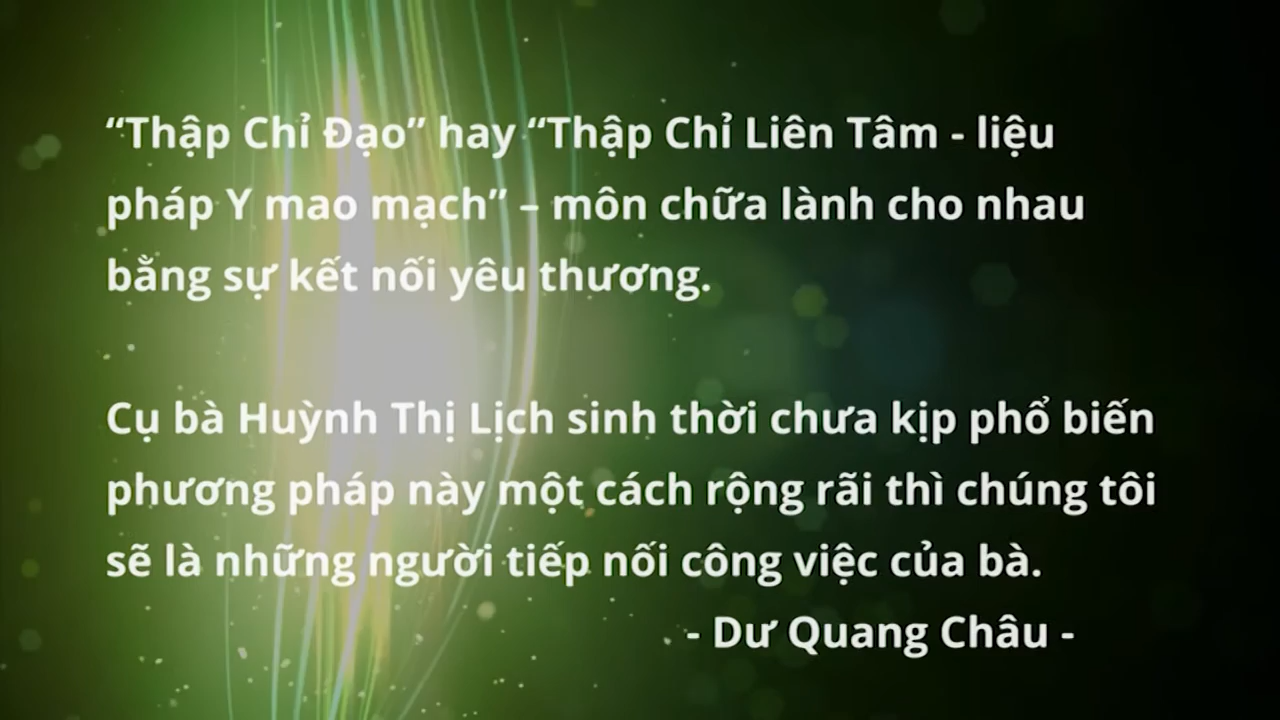 “Thập Chỉ Đạo” hay “Thập Chỉ Liên Tâm - liệu
pháp Y mao mạch” – môn chữa lành cho nhau
bằng sự kết nối yêu thương.
Cụ bà Huỳnh Thị Lịch sinh thời chưa kịp phổ biến
phương pháp này một cách rộng rãi thì chúng tôi
sẽ là những người tiếp nối công việc của bà.
- Dư Quang Châu -